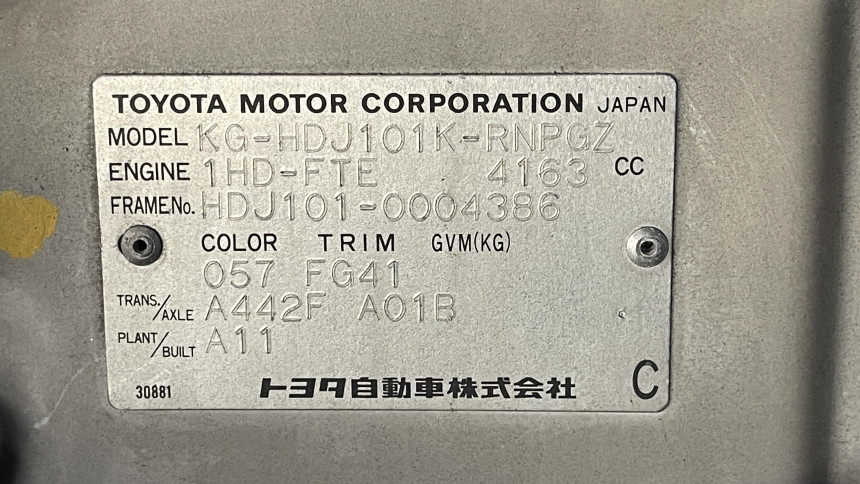 TOYOTA MOTOR CORPORATION JAPAN
MODEL KG-HDJ101K-RNPGZ
ENGINE 1HD-FTE 4163 CC
FRAMENo. HDJ101-0004386
COLOR TRIM GVM(KG)
057 FG41
TRANS./AXLE A442F A01B
PLANT/BUILT A11
30881 トヨタ自動車株式会社 C